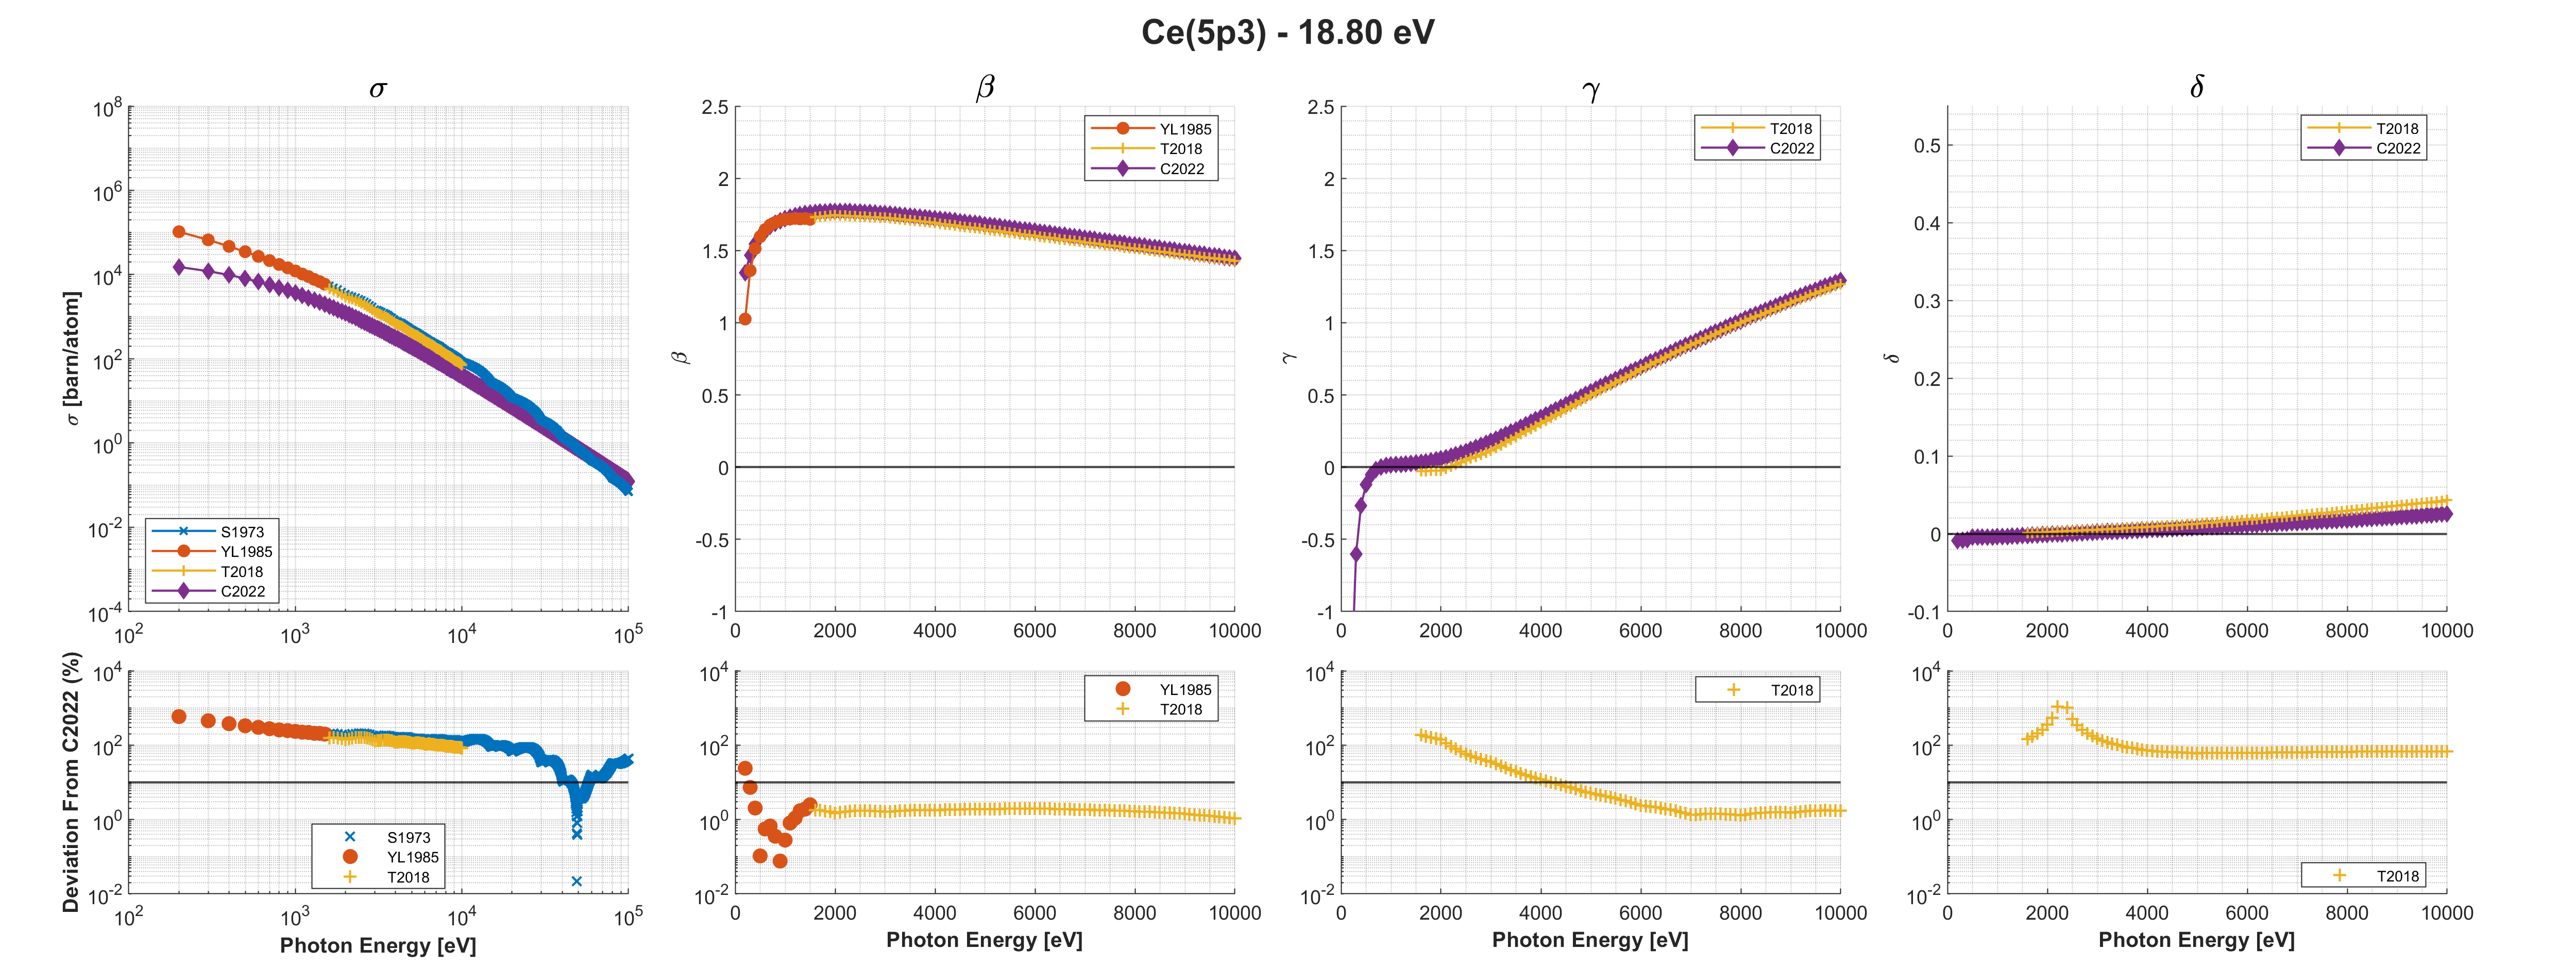 Ce(5p3) - 18.80 eV
σ
σ [barn/atom]
10^8
10^6
10^4
10^2
10^0
10^-2
10^-4
S1973
YL1985
T2018
C2022
10^2
10^3
10^4
10^5
β
β
2.5
2
1.5
1
0.5
0
-0.5
-1
YL1985
T2018
C2022
0
2000
4000
6000
8000
10000
γ
γ
2.5
2
1.5
1
0.5
0
-0.5
-1
T2018
C2022
0
2000
4000
6000
8000
10000
δ
δ
0.5
0.4
0.3
0.2
0.1
0
-0.1
T2018
C2022
0
2000
4000
6000
8000
10000
Deviation From C2022 (%)
10^4
10^2
10^0
10^-2
S1973
YL1985
T2018
10^2
10^3
10^4
10^5
Photon Energy [eV]
10^4
10^2
10^0
10^-2
YL1985
T2018
0
2000
4000
6000
8000
10000
Photon Energy [eV]
10^4
10^2
10^0
10^-2
T2018
0
2000
4000
6000
8000
10000
Photon Energy [eV]
10^4
10^2
10^0
10^-2
T2018
0
2000
4000
6000
8000
10000
Photon Energy [eV]